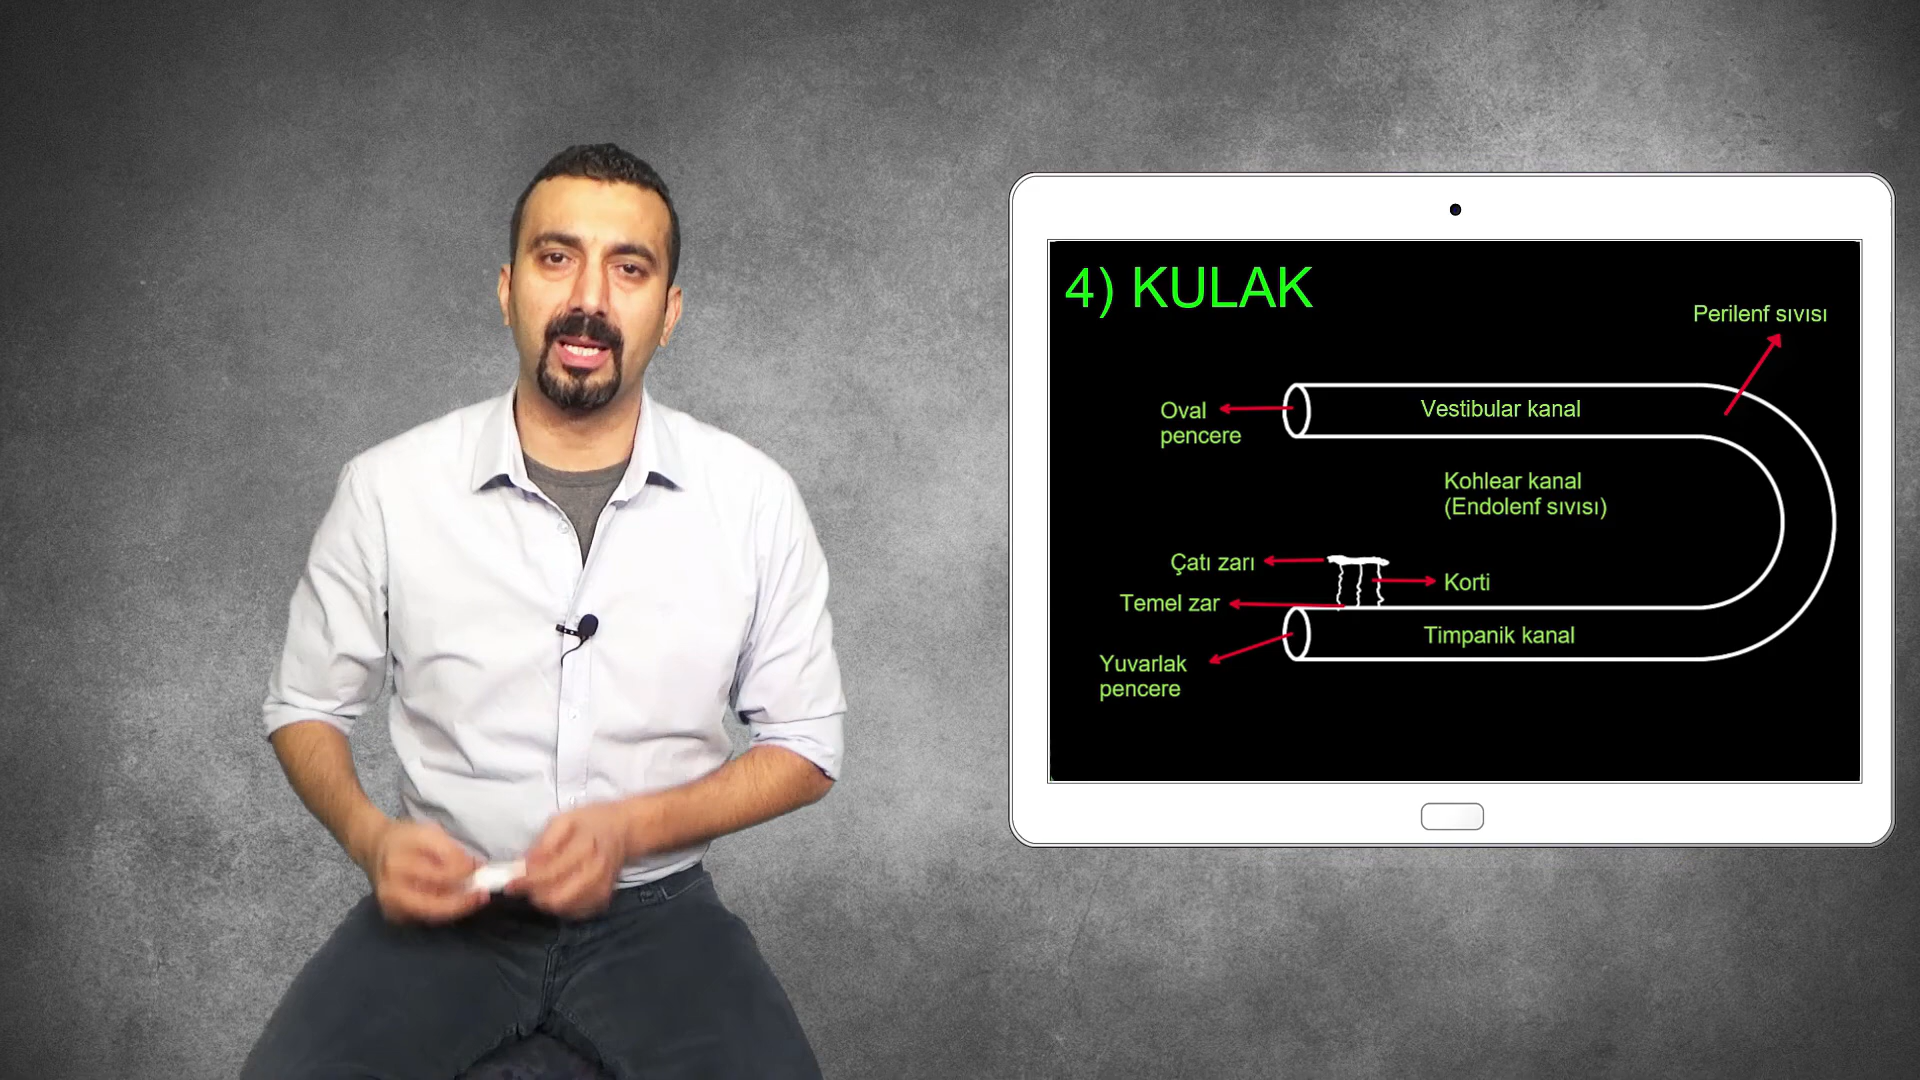 4) KULAK
Perilenf sıvısı
Oval
pencere
Vestibular kanal
Kohlear kanal
(Endolenf sıvısı)
Çatı zarı
Korti
Temel zar
Timpanik kanal
Yuvarlak
pencere